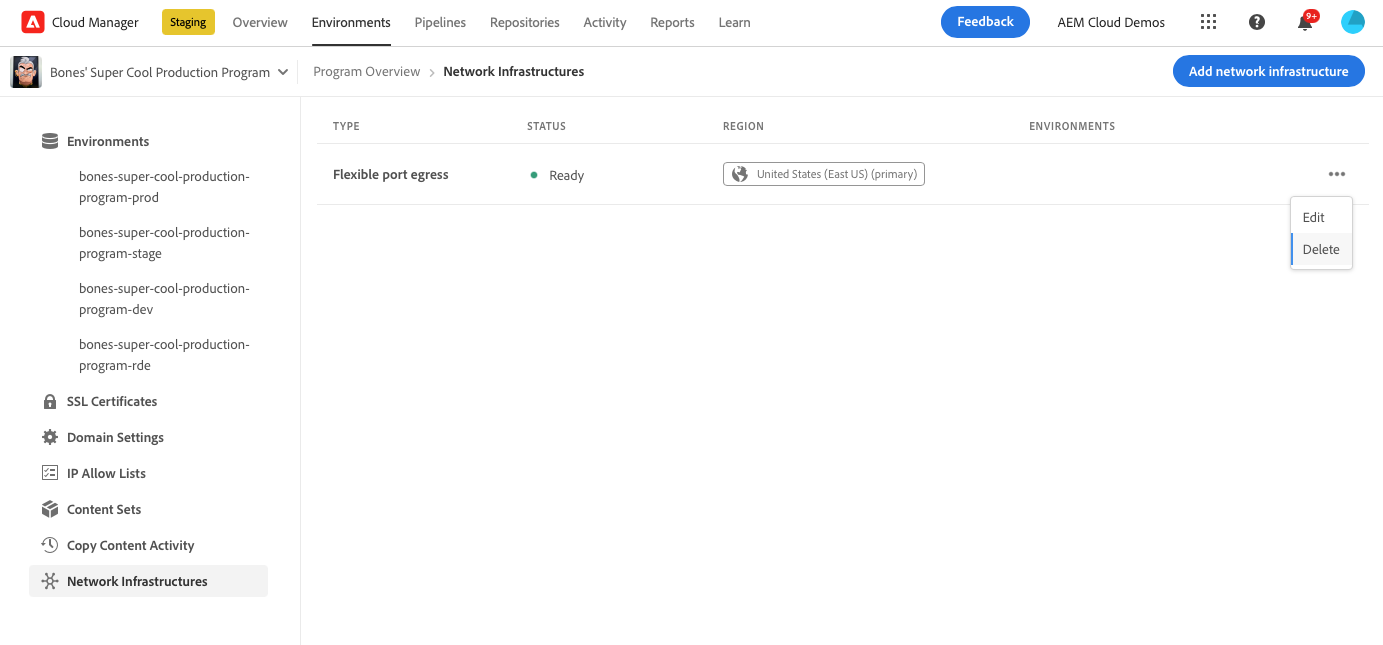 Cloud Manager
Staging
Overview
Environments
Pipelines
Repositories
Activity
Reports
Learn
Feedback
AEM Cloud Demos
9+
Bones' Super Cool Production Program
Program Overview
Network Infrastructures
Add network infrastructure
Environments
bones-super-cool-production-
program-prod
bones-super-cool-production-
program-stage
bones-super-cool-production-
program-dev
bones-super-cool-production-
program-rde
SSL Certificates
Domain Settings
IP Allow Lists
Content Sets
Copy Content Activity
Network Infrastructures
TYPE
STATUS
REGION
ENVIRONMENTS
Flexible port egress
Ready
United States (East US) (primary)
Edit
Delete